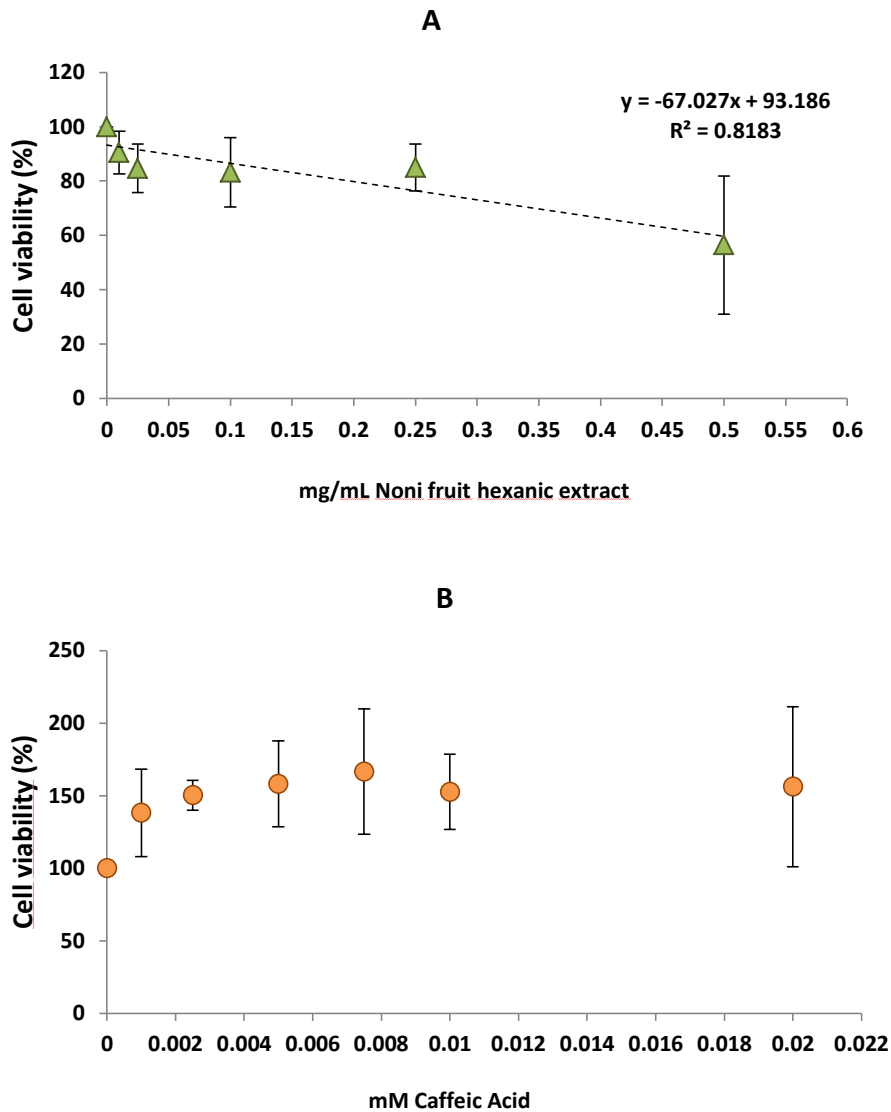 A
120
100
80
60
40
20
0
Cell viability (%)
y = -67.027x + 93.186
R² = 0.8183
0 0.05 0.1 0.15 0.2 0.25 0.3 0.35 0.4 0.45 0.5 0.55 0.6
mg/mL Noni fruit hexanic extract
B
250
200
150
100
50
0
Cell viability (%)
0 0.002 0.004 0.006 0.008 0.01 0.012 0.014 0.016 0.018 0.02 0.022
mM Caffeic Acid